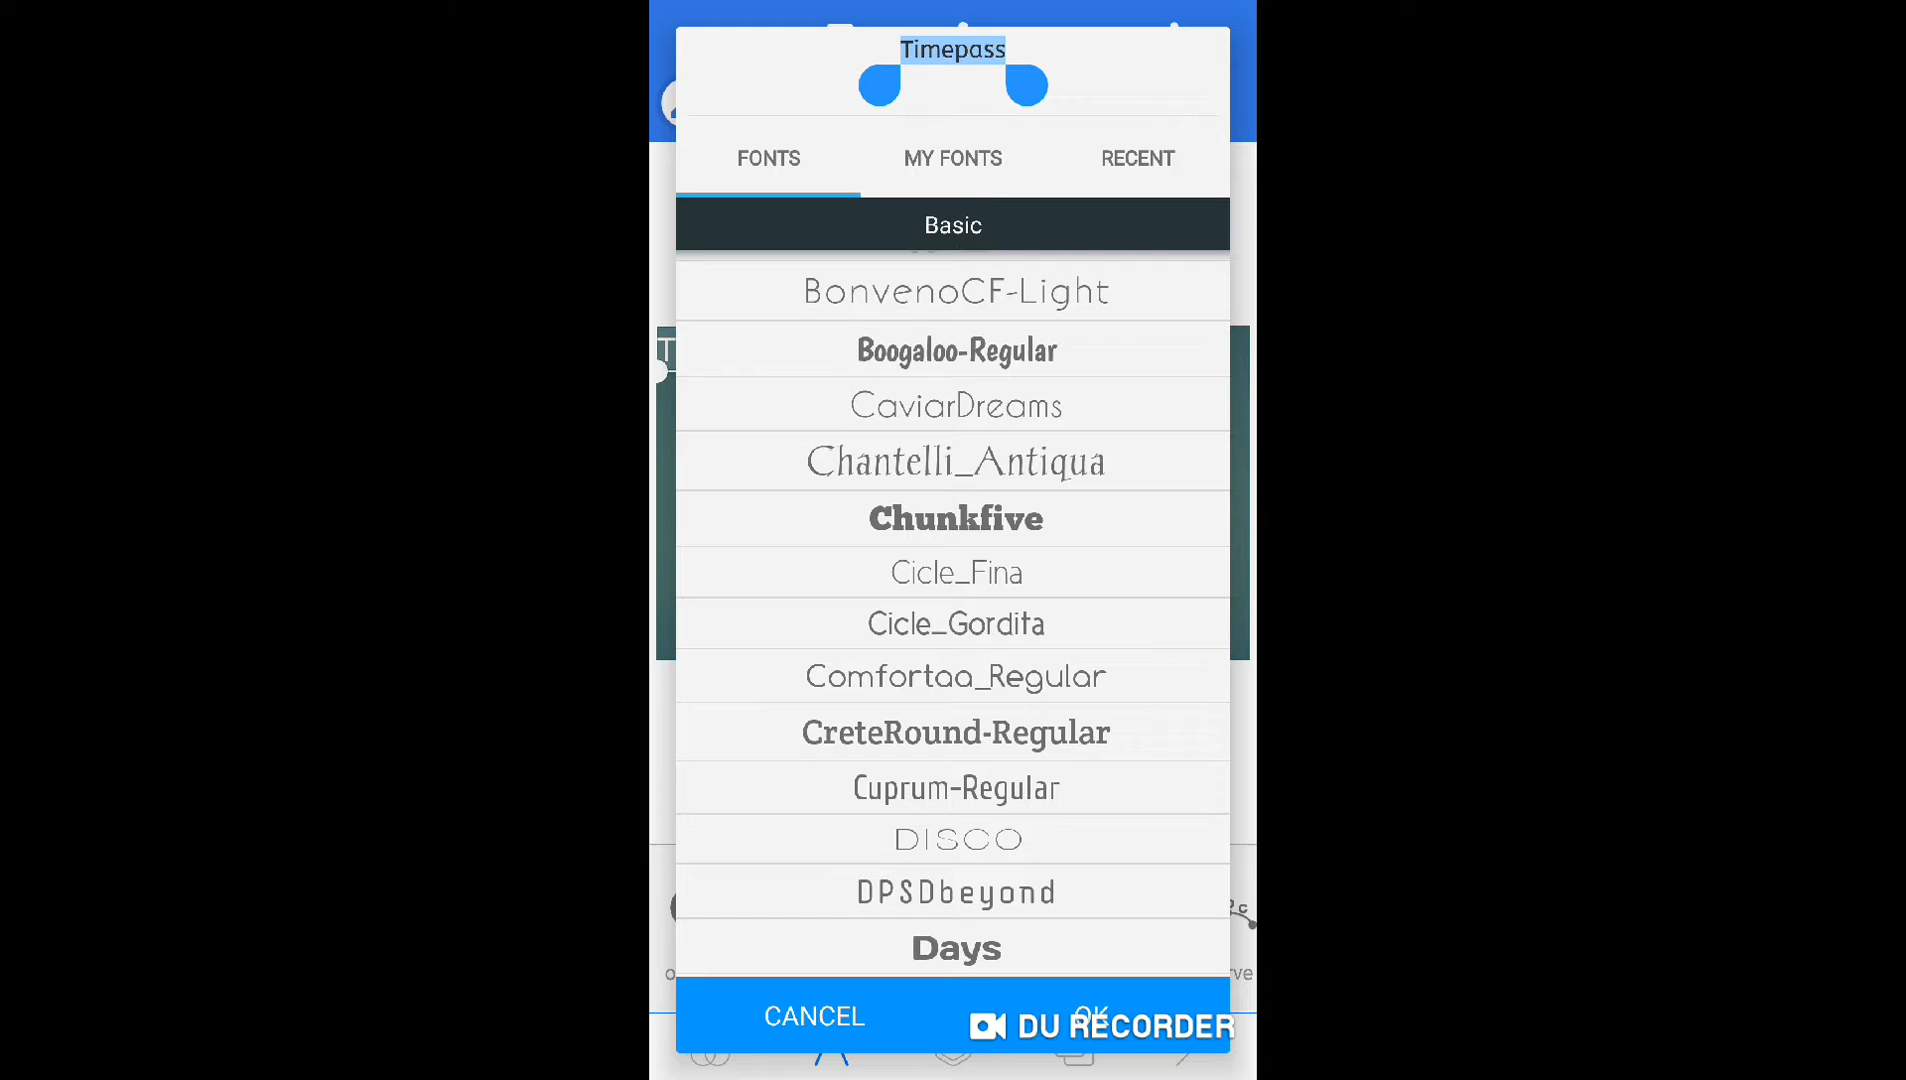 Timepass
FONTS MY FONTS RECENT
Basic
BonvenoCF-Light
Boogaloo-Regular
CaviarDreams
Chantelli_Antiqua
Chunkfive
Cicle_Fina
Cicle_Gordita
Comfortaa_Regular
CreteRound-Regular
Cuprum-Regular
DISCO
DPSDbeyond
Days
CANCEL OK
DU RECORDER